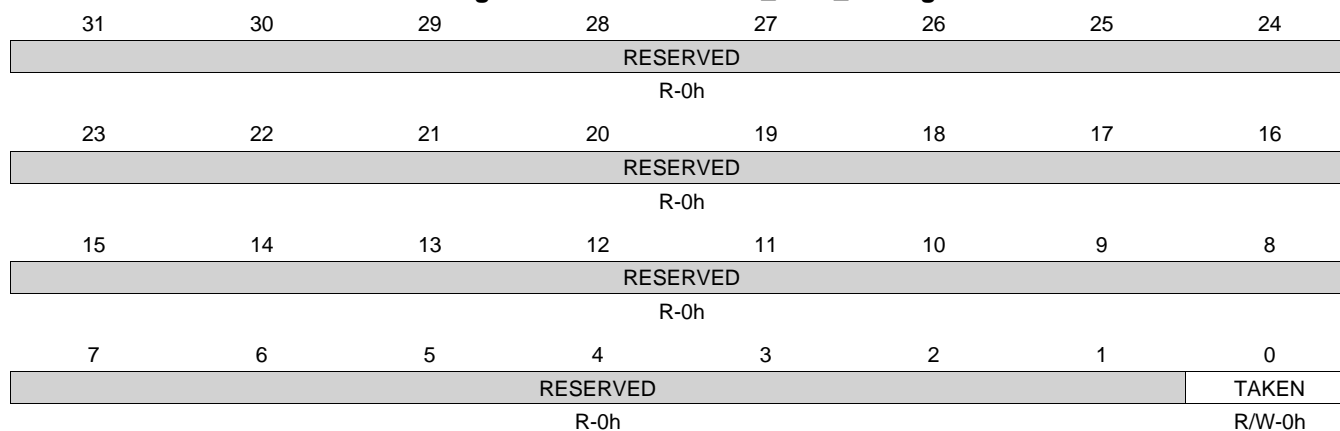 31 30 29 28 27 26 25 24
RESERVED
R-0h
23 22 21 20 19 18 17 16
RESERVED
R-0h
15 14 13 12 11 10 9 8
RESERVED
R-0h
7 6 5 4 3 2 1 0
RESERVED TAKEN
R-0h R/W-0h